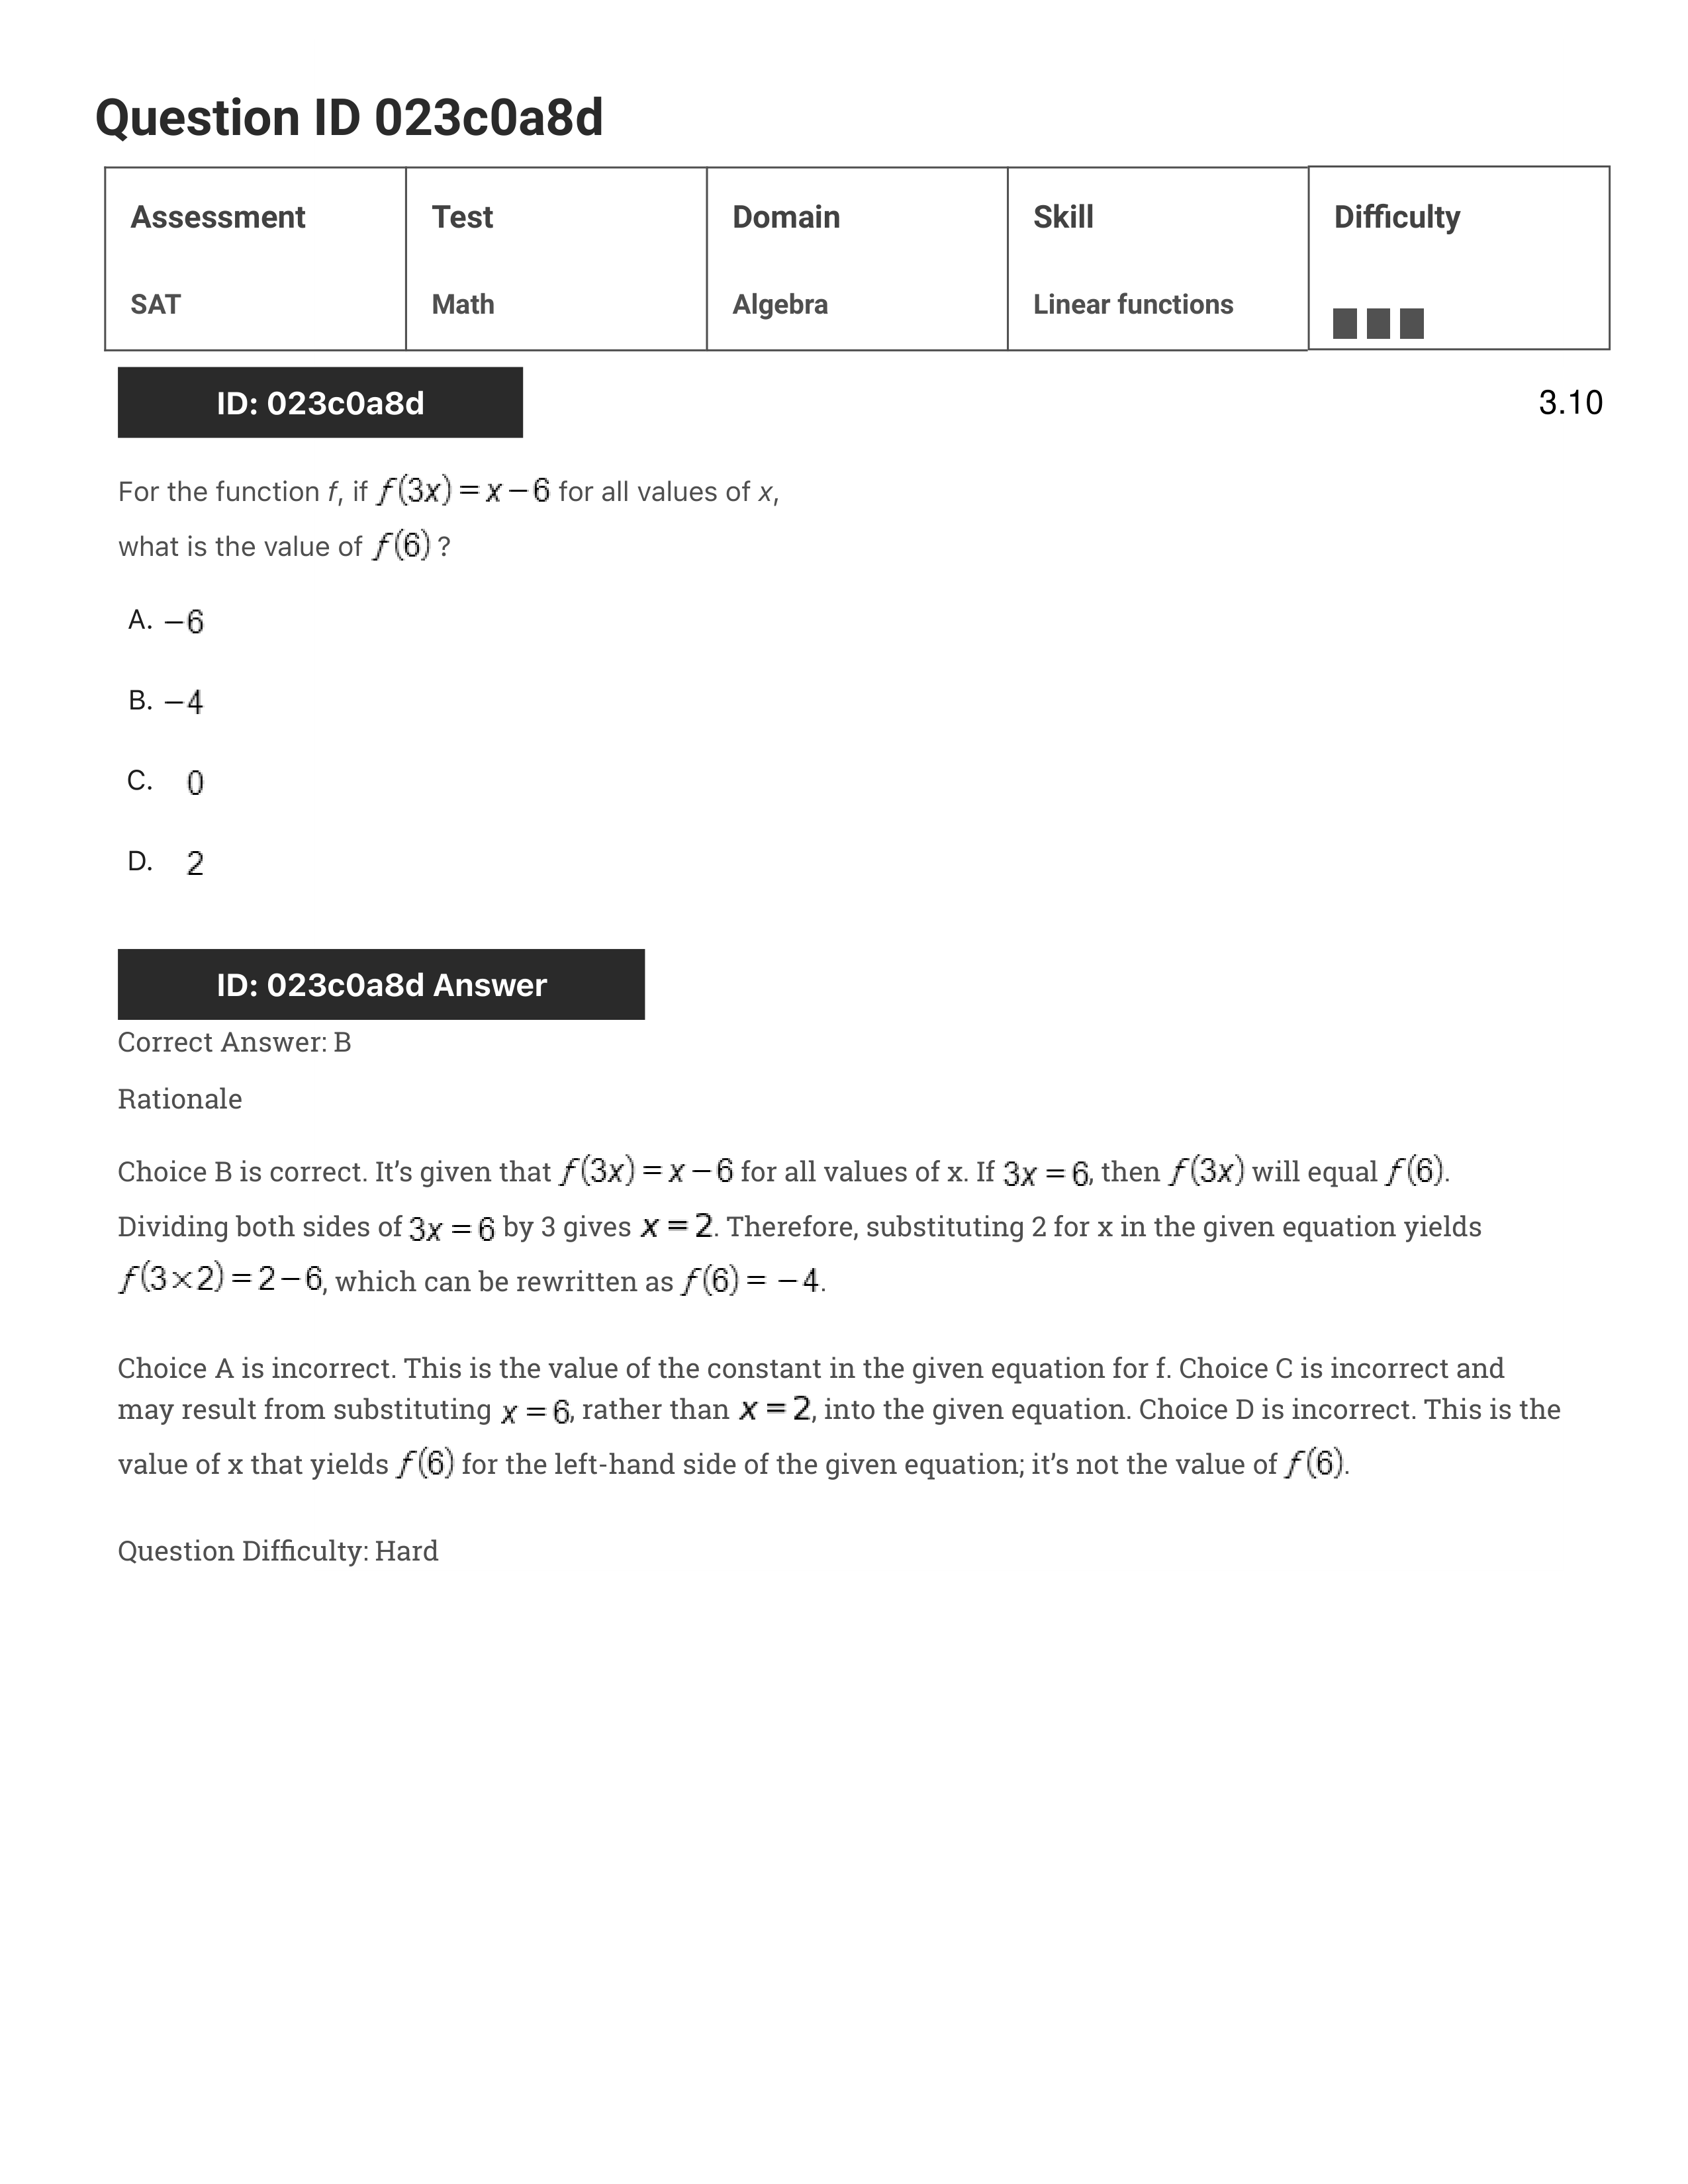 Question ID 023c0a8d
Assessment Test Domain Skill Difficulty
SAT Math Algebra Linear functions
ID: 023c0a8d 3.10
For the function f, if f(3x) = x − 6 for all values of x,
what is the value of f(6) ?
A. −6
B. −4
C. 0
D. 2
ID: 023c0a8d Answer
Correct Answer: B
Rationale
Choice B is correct. It’s given that f(3x) = x − 6 for all values of x. If 3x = 6, then f(3x) will equal f(6).
Dividing both sides of 3x = 6 by 3 gives x = 2. Therefore, substituting 2 for x in the given equation yields
f(3×2) = 2 − 6, which can be rewritten as f(6) = −4.
Choice A is incorrect. This is the value of the constant in the given equation for f. Choice C is incorrect and
may result from substituting x = 6, rather than x = 2, into the given equation. Choice D is incorrect. This is the
value of x that yields f(6) for the left-hand side of the given equation; it’s not the value of f(6).
Question Difficulty: Hard